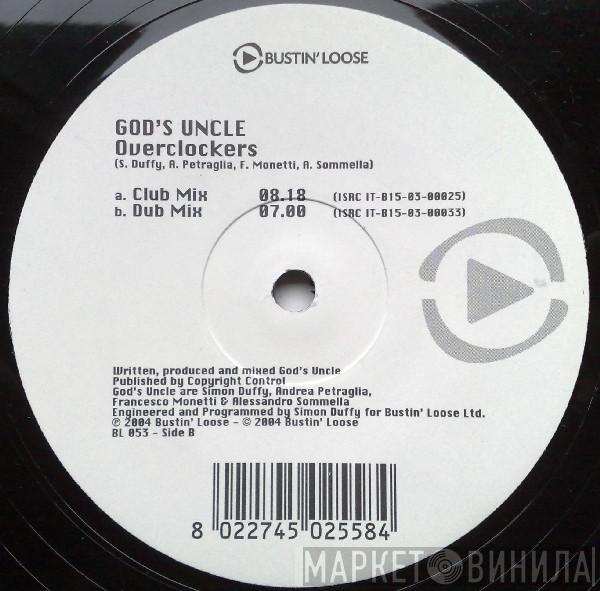 BUSTIN' LOOSE
GOD'S UNCLE
Overclockers
(S. Duffy, A. Petraglia, F. Monetti, A. Sommella)
a. Club Mix 08.18 (ISRC IT-B15-03-00025)
b. Dub Mix 07.00 (ISRC IT-B15-03-00033)
Written, produced and mixed God's Uncle
Published by Copyright Control
God's Uncle are Simon Duffy, Andrea Petraglia,
Francesco Monetti & Alessandro Sommella
Engineered and Programmed by Simon Duffy for Bustin' Loose Ltd.
℗ 2004 Bustin' Loose - © 2004 Bustin' Loose
BL 053 - Side B
8 022745 025584
МАРКЕТ ВИНИЛА